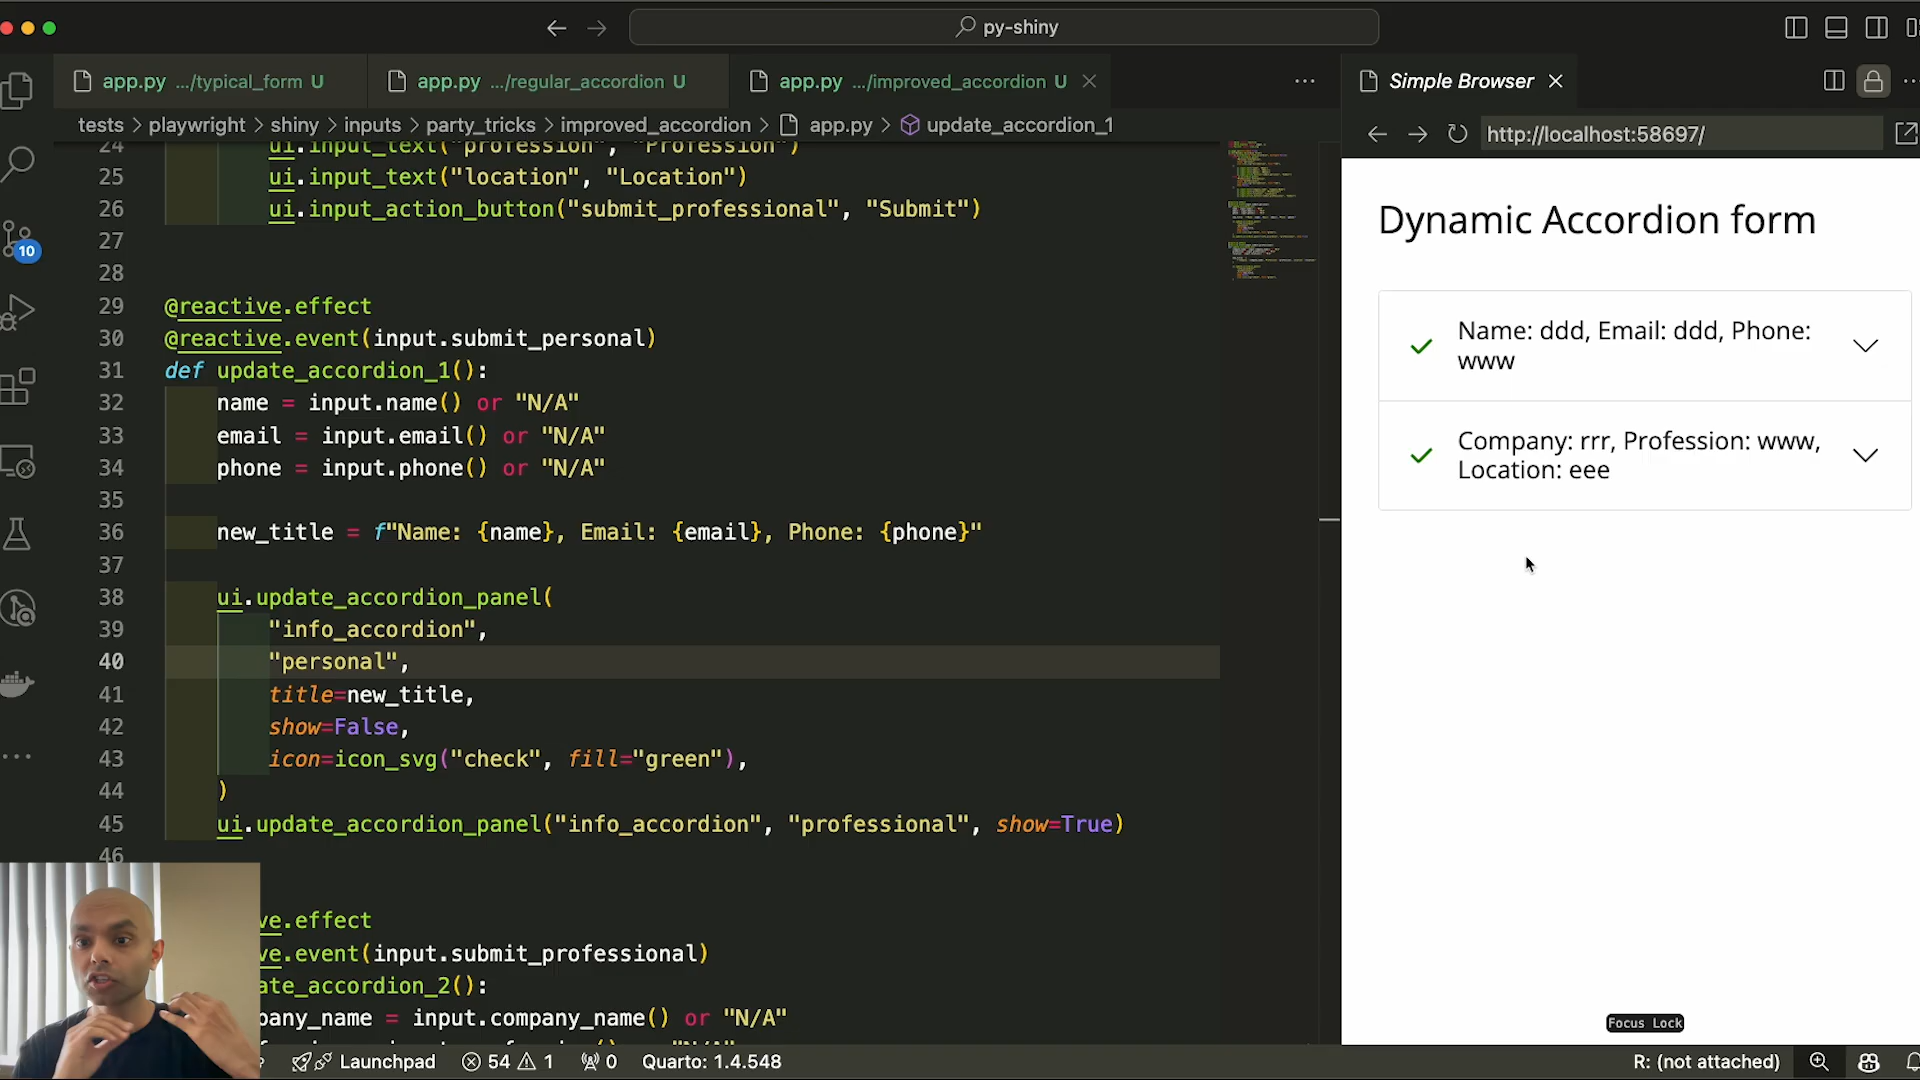 py-shiny
app.py .../typical_form U
app.py .../regular_accordion U
app.py .../improved_accordion U
tests > playwright > shiny > inputs > party_tricks > improved_accordion > app.py > update_accordion_1
24 ui.input_text("profession", "Profession")
25 ui.input_text("location", "Location")
26 ui.input_action_button("submit_professional", "Submit")
27
28
29 @reactive.effect
30 @reactive.event(input.submit_personal)
31 def update_accordion_1():
32 name = input.name() or "N/A"
33 email = input.email() or "N/A"
34 phone = input.phone() or "N/A"
35
36 new_title = f"Name: {name}, Email: {email}, Phone: {phone}"
37
38 ui.update_accordion_panel(
39 "info_accordion",
40 "personal",
41 title=new_title,
42 show=False,
43 icon=icon_svg("check", fill="green"),
44 )
45 ui.update_accordion_panel("info_accordion", "professional", show=True)
46
ve.effect
ve.event(input.submit_professional)
ate_accordion_2():
pany_name = input.company_name() or "N/A"
10
Launchpad
54
1
0
Quarto: 1.4.548
Simple Browser
http://localhost:58697/
Dynamic Accordion form
Name: ddd, Email: ddd, Phone:
www
Company: rrr, Profession: www,
Location: eee
Focus Lock
R: (not attached)